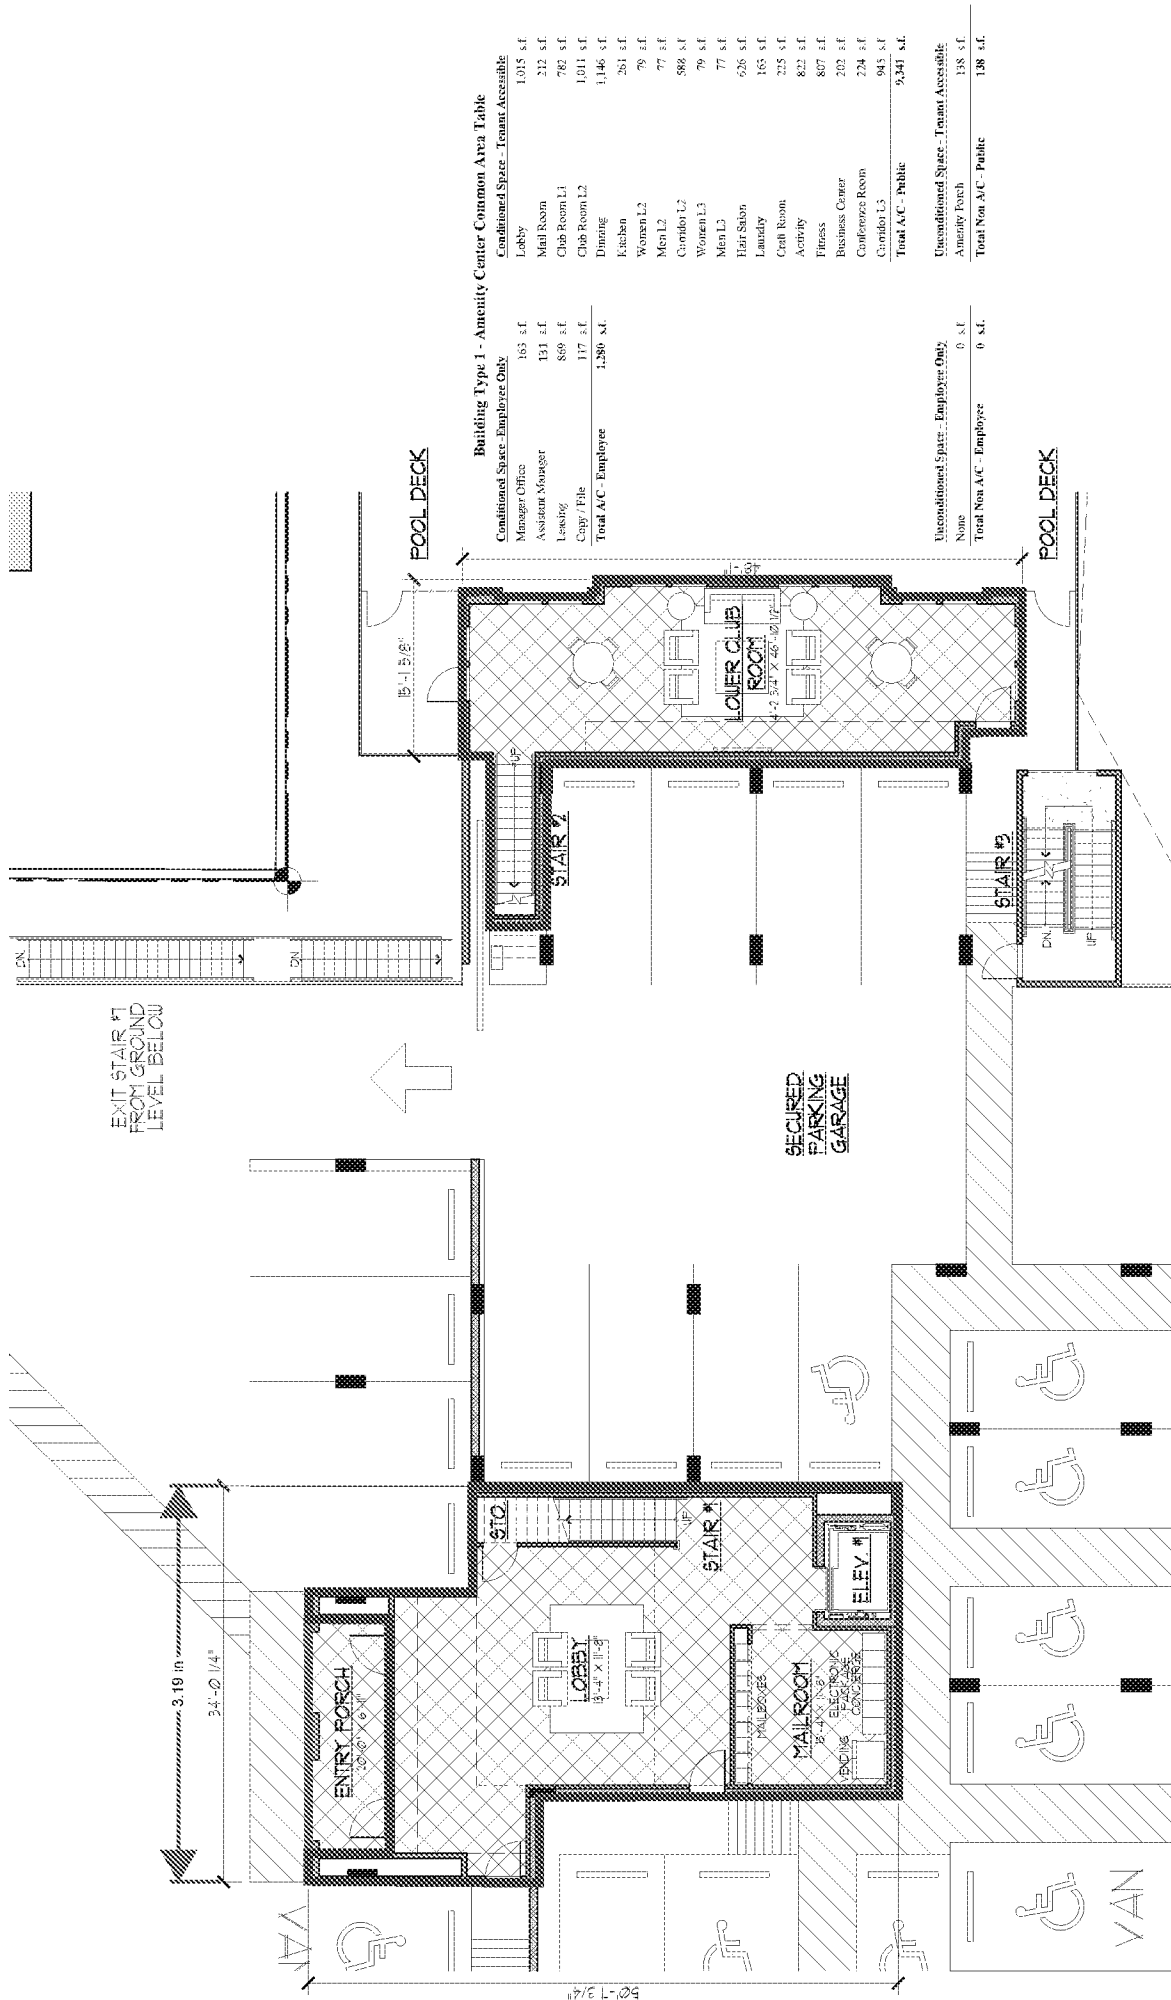 Building Type 1 - Amenity Center Common Area Table
Conditioned Space - Employee Only
Manager Office 163 s.f.
Assistant Manager 131 s.f.
Leasing 869 s.f.
Copy / File 117 s.f.
Total A/C - Employee 1,280 s.f.
Conditioned Space - Tenant Accessible
Lobby 1,015 s.f.
Mail Room 212 s.f.
Club Room L1 782 s.f.
Club Room L2 1,011 s.f.
Dinning 1,146 s.f.
Kitchen 261 s.f.
Women L2 79 s.f.
Men L2 77 s.f.
Corridor L2 588 s.f.
Women L3 79 s.f.
Men L3 77 s.f.
Hair Salon 626 s.f.
Laundry 163 s.f.
Craft Room 225 s.f.
Activity 822 s.f.
Fitness 807 s.f.
Business Center 202 s.f.
Conference Room 224 s.f.
Corridor L3 945 s.f.
Total A/C - Public 9,341 s.f.
Unconditioned Space - Employee Only
None 0 s.f.
Total Non A/C - Employee 0 s.f.
Unconditioned Space - Tenant Accessible
Amenity Porch 138 s.f.
Total Non A/C - Public 138 s.f.
EXIT STAIR #1
FROM GROUND
LEVEL BELOW
DN.
DN.
POOL DECK
15'-1 5/8"
UP
STAIR #2
LOWER CLUB
ROOM
POOL DECK
STAIR #3
DN.
UP
SECURED
PARKING
GARAGE
3.19 in
34'-0 1/4"
ENTRY PORCH
STO.
UP
STAIR #1
LOBBY
ELEV. #1
MAILBOXES
MAILROOM
ELECTRONIC
PACKAGE
CONCIERGE
VENDING
50'-7 3/4"
VAN
VAN